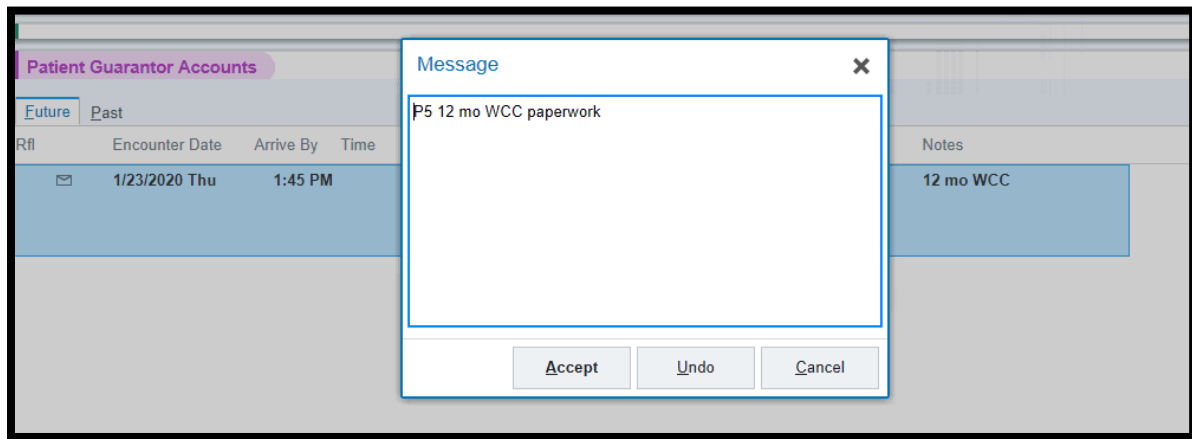 Patient Guarantor Accounts
Future Past
Rfl Encounter Date Arrive By Time Notes
1/23/2020 Thu 1:45 PM 12 mo WCC
Message
P5 12 mo WCC paperwork
Accept Undo Cancel